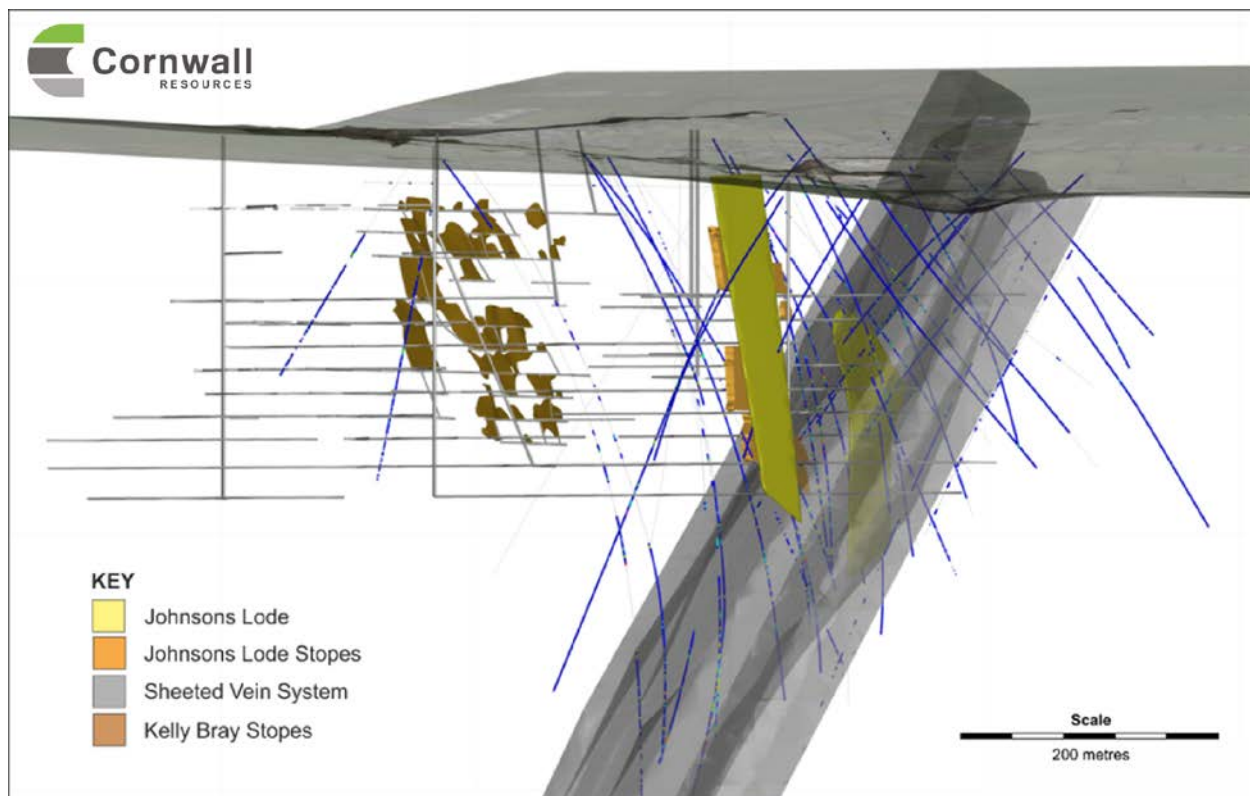 Cornwall
RESOURCES
KEY
Johnsons Lode
Johnsons Lode Stopes
Sheeted Vein System
Kelly Bray Stopes
Scale
200 metres